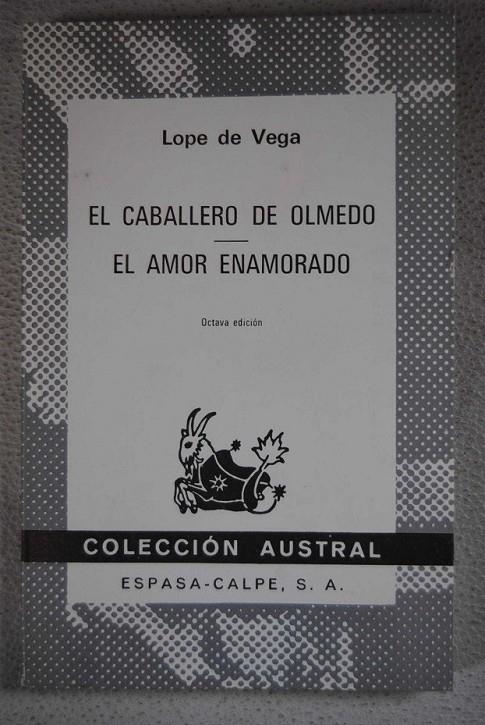 Lope de Vega
EL CABALLERO DE OLMEDO
EL AMOR ENAMORADO
Octava edición
COLECCIÓN AUSTRAL
ESPASA-CALPE, S. A.